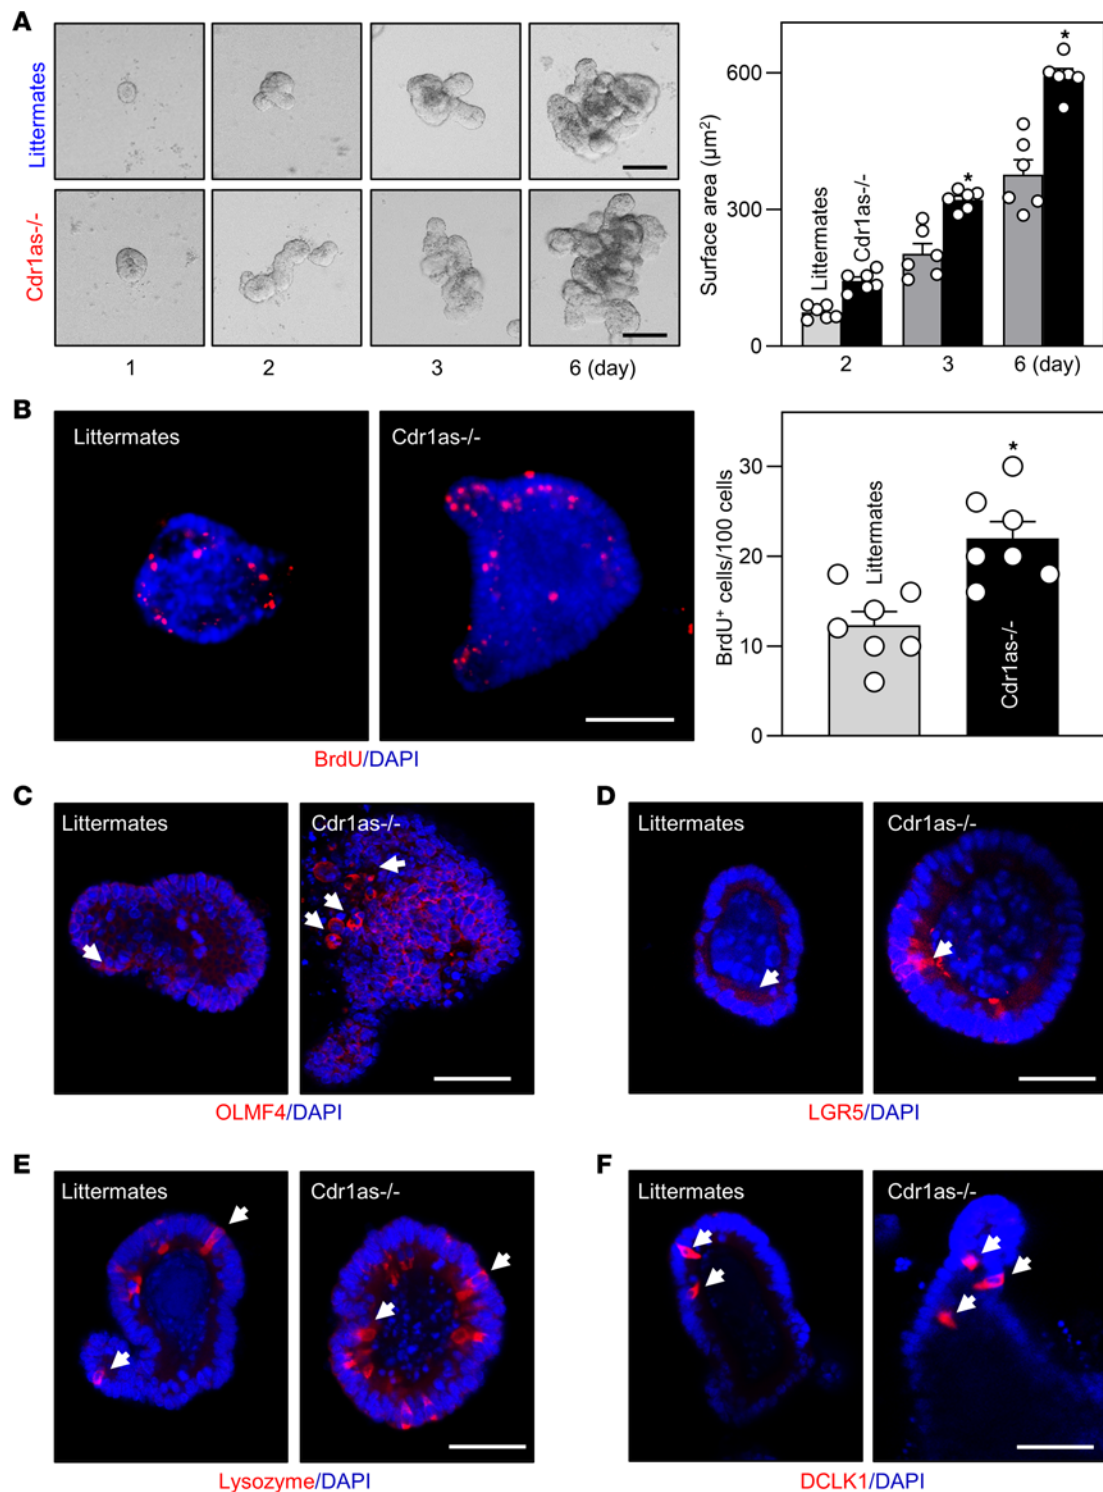 A
Littermates
Cdr1as-/-
1 2 3 6 (day)
Surface area (µm²)
600
300
0
Littermates
Cdr1as-/-
*
*
2 3 6 (day)
B
Littermates
Cdr1as-/-
BrdU/DAPI
BrdU⁺ cells/100 cells
30
20
10
0
Littermates
Cdr1as-/-
*
C
Littermates
Cdr1as-/-
OLMF4/DAPI
D
Littermates
Cdr1as-/-
LGR5/DAPI
E
Littermates
Cdr1as-/-
Lysozyme/DAPI
F
Littermates
Cdr1as-/-
DCLK1/DAPI